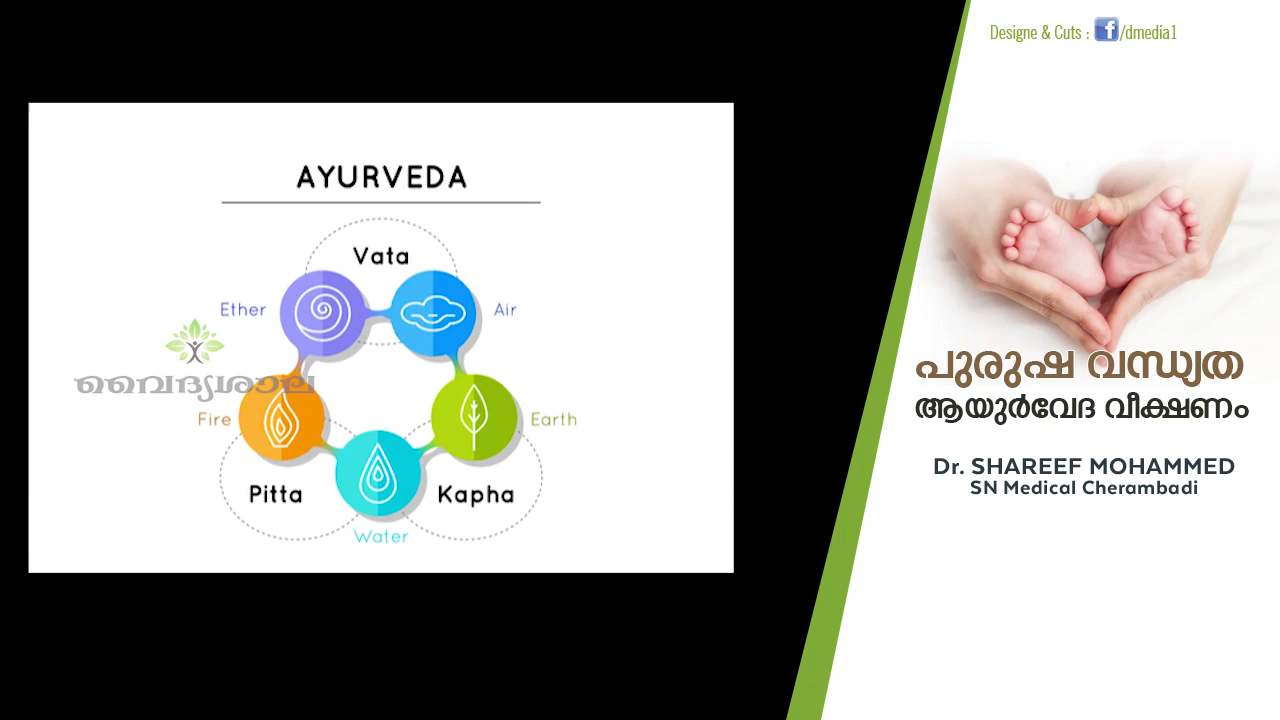 AYURVEDA
Vata
Ether
Air
വൈദ്യശാല
Fire
Earth
Pitta
Kapha
Water
Designe & Cuts : f/dmedia1
പുരുഷ വന്ധ്യത
ആയുർവേദ വീക്ഷണം
Dr. SHAREEF MOHAMMED
SN Medical Cherambadi